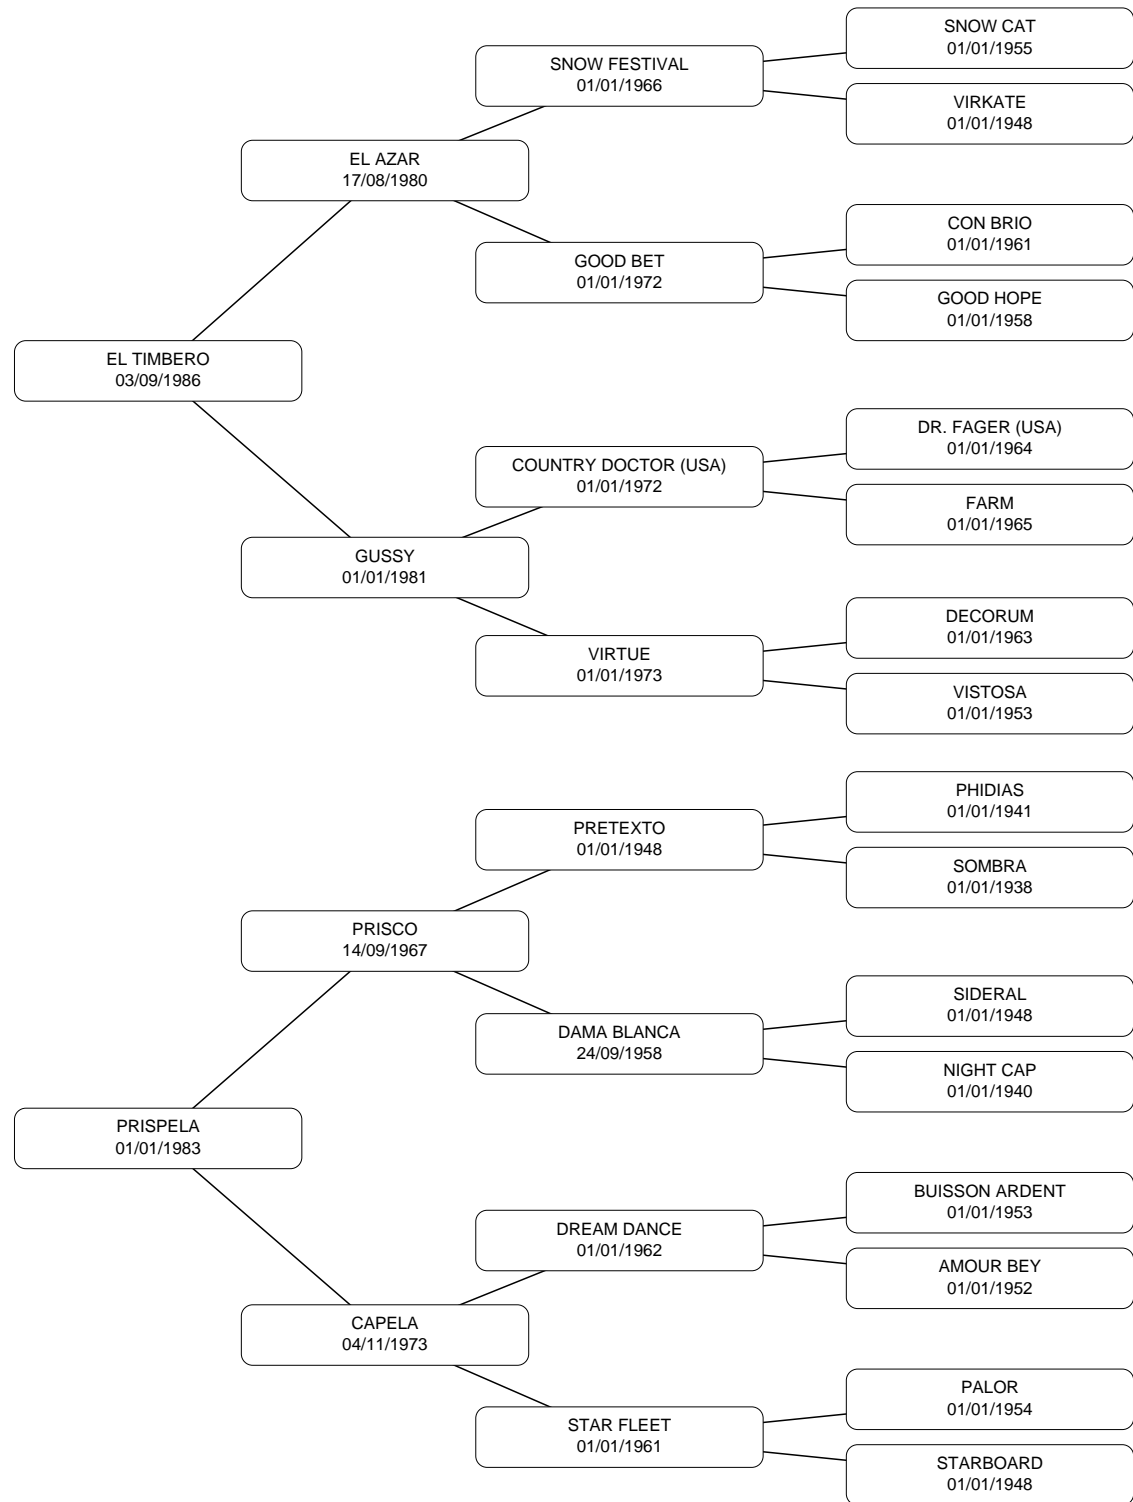 SNOW CAT
01/01/1955
SNOW FESTIVAL
01/01/1966
VIRKATE
01/01/1948
EL AZAR
17/08/1980
CON BRIO
01/01/1961
GOOD BET
01/01/1972
GOOD HOPE
01/01/1958
EL TIMBERO
03/09/1986
DR. FAGER (USA)
01/01/1964
COUNTRY DOCTOR (USA)
01/01/1972
FARM
01/01/1965
GUSSY
01/01/1981
DECORUM
01/01/1963
VIRTUE
01/01/1973
VISTOSA
01/01/1953
PHIDIAS
01/01/1941
PRETEXTO
01/01/1948
SOMBRA
01/01/1938
PRISCO
14/09/1967
SIDERAL
01/01/1948
DAMA BLANCA
24/09/1958
NIGHT CAP
01/01/1940
PRISPELA
01/01/1983
BUISSON ARDENT
01/01/1953
DREAM DANCE
01/01/1962
AMOUR BEY
01/01/1952
CAPELA
04/11/1973
PALOR
01/01/1954
STAR FLEET
01/01/1961
STARBOARD
01/01/1948